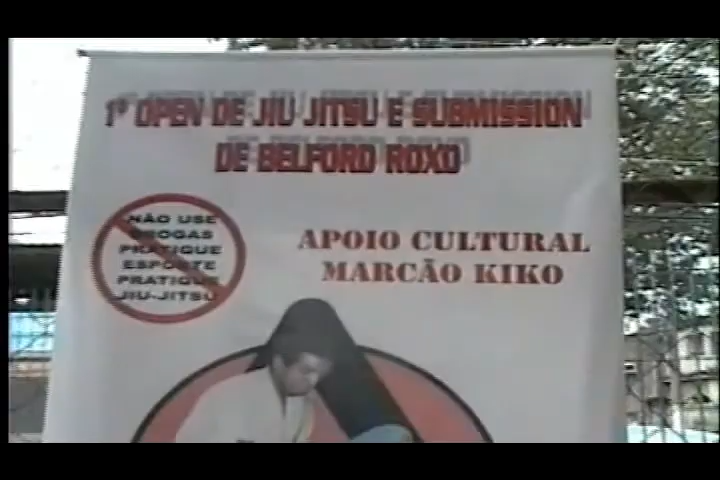 1º OPEN DE JIU JITSU E SUBMISSION
DE BELFORD ROXO
NÃO USE
DROGAS
PRATIQUE
ESPORTE
PRATIQUE
JIU-JITSU
APOIO CULTURAL
MARCÃO KIKO